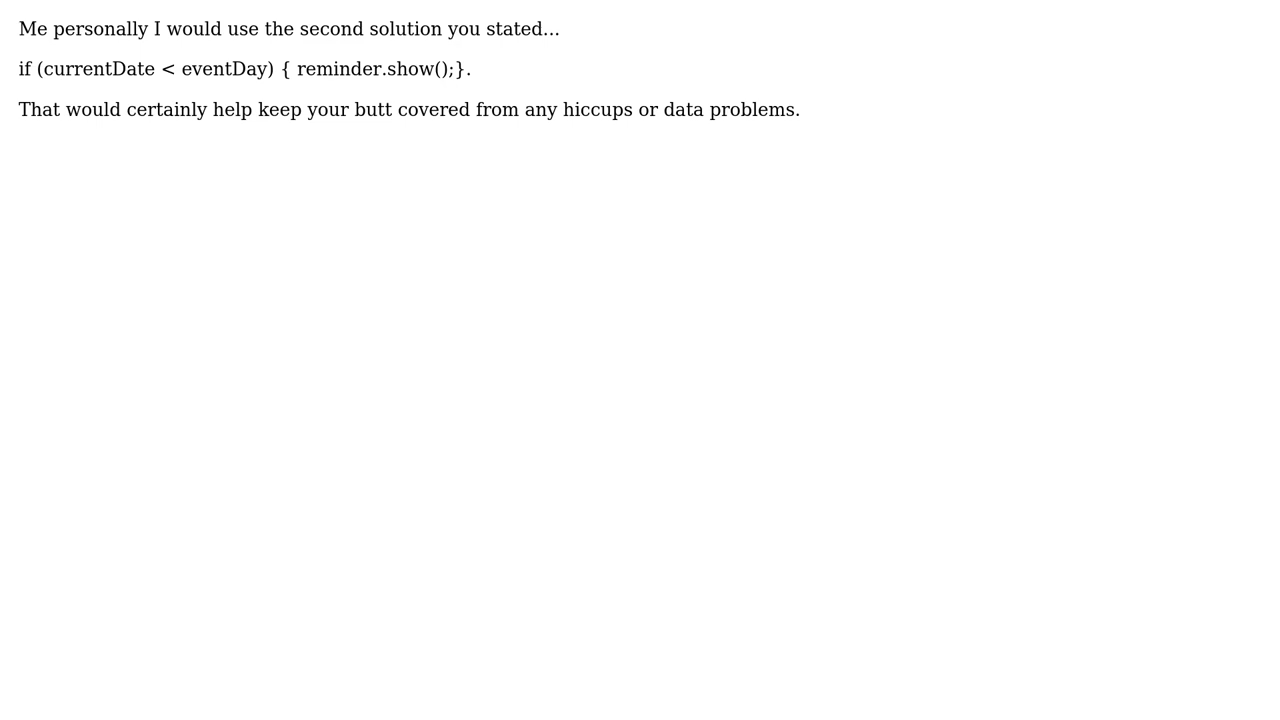 Me personally I would use the second solution you stated...
if (currentDate < eventDay) { reminder.show();}.
That would certainly help keep your butt covered from any hiccups or data problems.